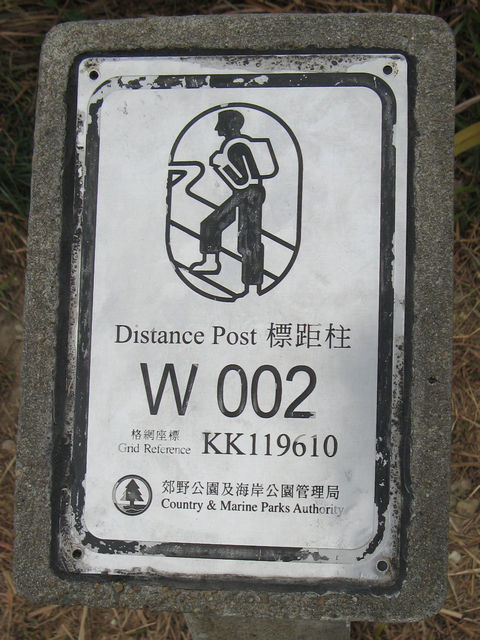 Distance Post 標距柱
W 002
格網座標
Grid Reference KK119610
郊野公園及海岸公園管理局
Country & Marine Parks Authority